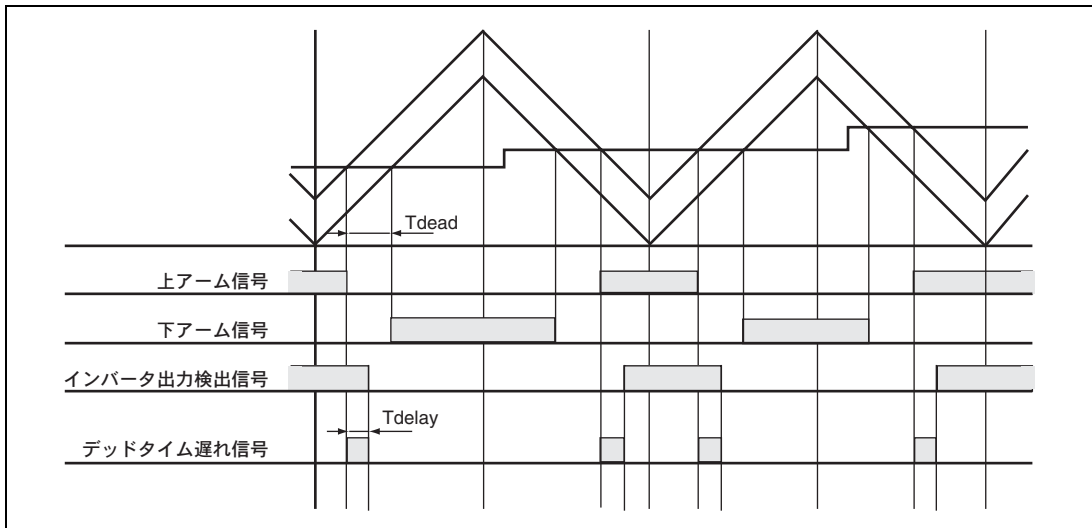 Tdead
上アーム信号
下アーム信号
インバータ出力検出信号
Tdelay
デッドタイム遅れ信号